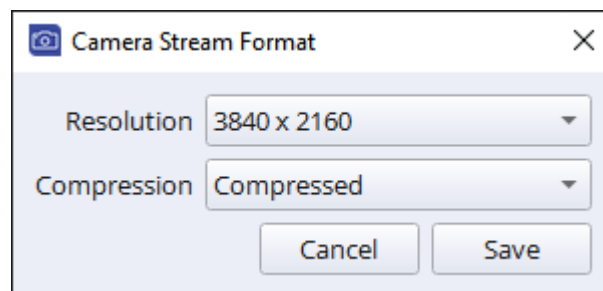 Camera Stream Format
Resolution 3840 x 2160
Compression Compressed
Cancel Save